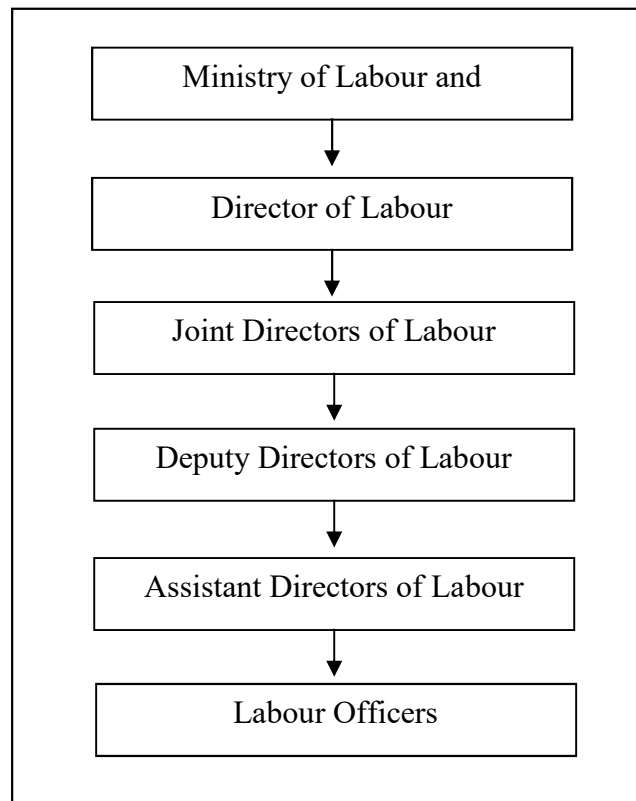 Ministry of Labour and
Director of Labour
Joint Directors of Labour
Deputy Directors of Labour
Assistant Directors of Labour
Labour Officers